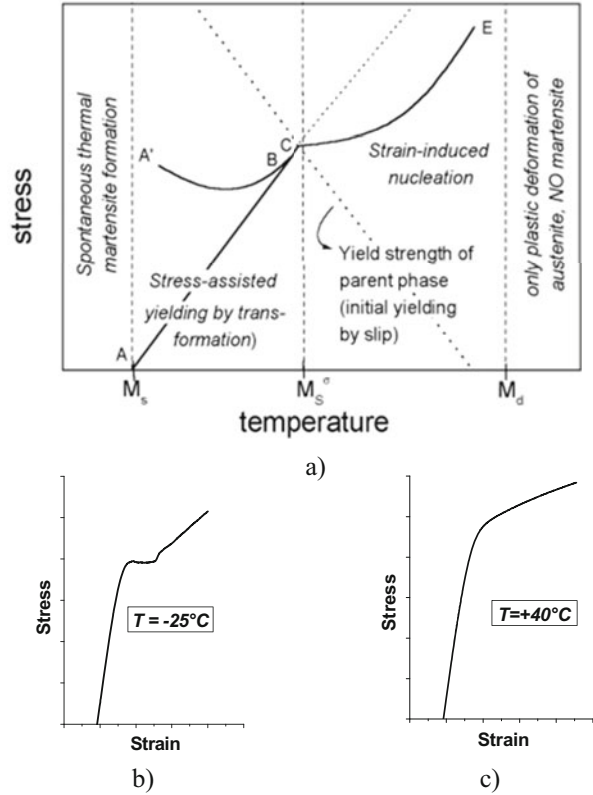 stress
Spontaneous thermal
martensite formation
A'
A
B
C'
E
Stress-assisted
yielding by trans-
formation)
Strain-induced
nucleation
Yield strength of
parent phase
(initial yielding
by slip)
only plastic deformation of
austenite, NO martensite
Ms
MSσ
Md
temperature
a)
Stress
T = -25°C
Strain
b)
Stress
T=+40°C
Strain
c)